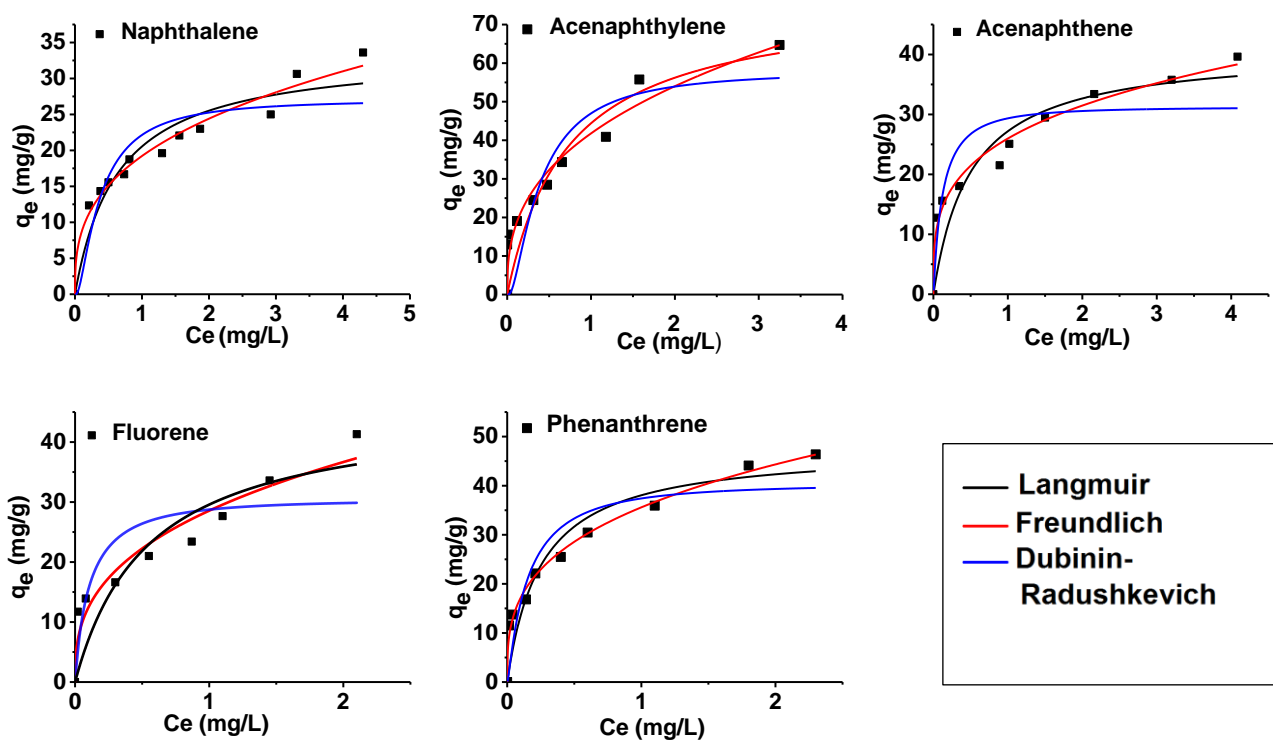 Naphthalene
35
30
25
20
15
10
5
0
qe (mg/g)
0 1 2 3 4 5
Ce (mg/L)
Acenaphthylene
70
60
50
40
30
20
10
0
qe (mg/g)
0 1 2 3 4
Ce (mg/L)
Acenaphthene
40
30
20
10
0
qe (mg/g)
0 1 2 3 4
Ce (mg/L)
Fluorene
40
30
20
10
0
qe (mg/g)
0 1 2
Ce (mg/L)
Phenanthrene
50
40
30
20
10
0
qe (mg/g)
0 1 2
Ce (mg/L)
Langmuir
Freundlich
Dubinin-
Radushkevich